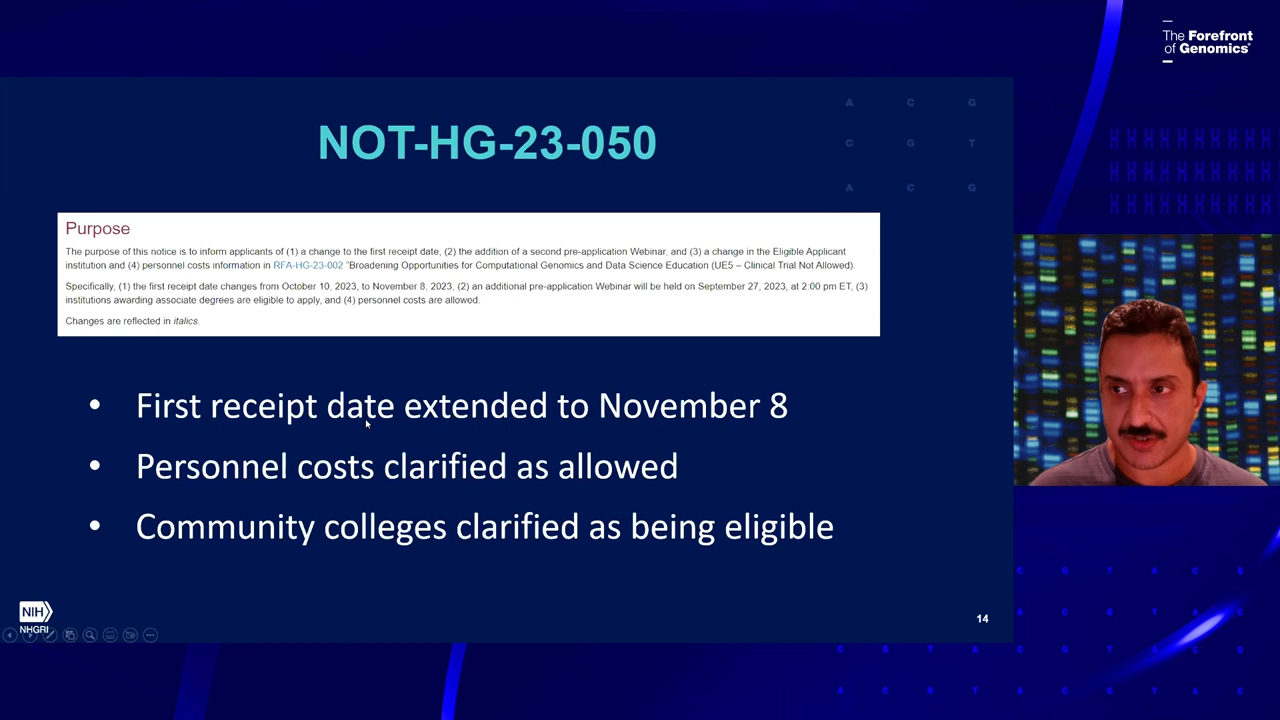 The Forefront
of Genomics®
A C G
C G T
A C G
NOT-HG-23-050
Purpose
The purpose of this notice is to inform applicants of (1) a change to the first receipt date, (2) the addition of a second pre-application Webinar, and (3) a change in the Eligible Applicant
institution and (4) personnel costs information in RFA-HG-23-002 "Broadening Opportunities for Computational Genomics and Data Science Education (UE5 – Clinical Trial Not Allowed).
Specifically, (1) the first receipt date changes from October 10, 2023, to November 8, 2023, (2) an additional pre-application Webinar will be held on September 27, 2023, at 2:00 pm ET, (3)
institutions awarding associate degrees are eligible to apply, and (4) personnel costs are allowed.
Changes are reflected in italics.
• First receipt date extended to November 8
• Personnel costs clarified as allowed
• Community colleges clarified as being eligible
NIH
NHGRI
14